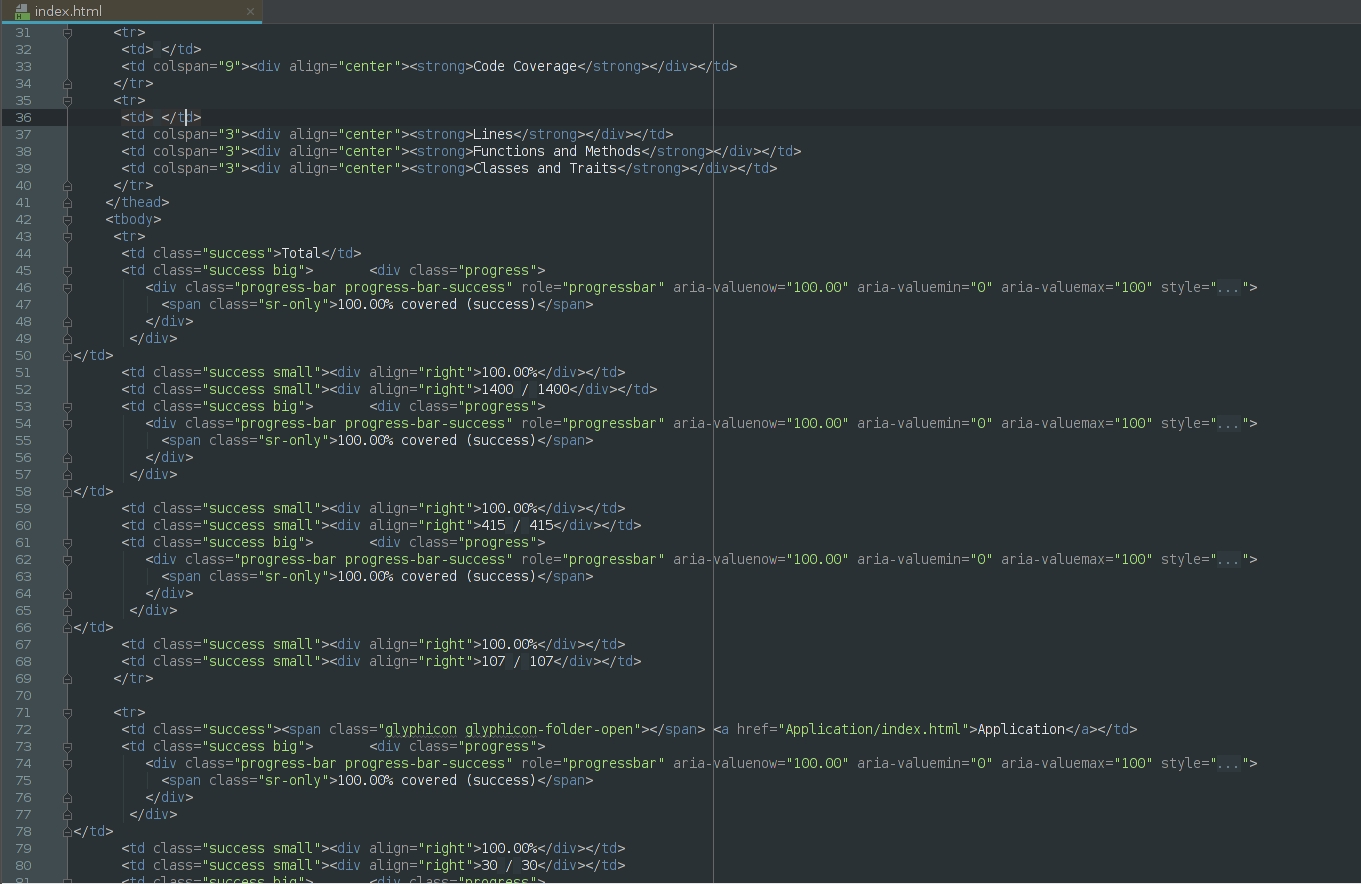 index.html
31 <tr>
32 <td> </td>
33 <td colspan="9"><div align="center"><strong>Code Coverage</strong></div></td>
34 </tr>
35 <tr>
36 <td> </td>
37 <td colspan="3"><div align="center"><strong>Lines</strong></div></td>
38 <td colspan="3"><div align="center"><strong>Functions and Methods</strong></div></td>
39 <td colspan="3"><div align="center"><strong>Classes and Traits</strong></div></td>
40 </tr>
41 </thead>
42 <tbody>
43 <tr>
44 <td class="success">Total</td>
45 <td class="success big"> <div class="progress">
46 <div class="progress-bar progress-bar-success" role="progressbar" aria-valuenow="100.00" aria-valuemin="0" aria-valuemax="100" style="...">
47 <span class="sr-only">100.00% covered (success)</span>
48 </div>
49 </div>
50 </td>
51 <td class="success small"><div align="right">100.00%</div></td>
52 <td class="success small"><div align="right">1400 / 1400</div></td>
53 <td class="success big"> <div class="progress">
54 <div class="progress-bar progress-bar-success" role="progressbar" aria-valuenow="100.00" aria-valuemin="0" aria-valuemax="100" style="...">
55 <span class="sr-only">100.00% covered (success)</span>
56 </div>
57 </div>
58 </td>
59 <td class="success small"><div align="right">100.00%</div></td>
60 <td class="success small"><div align="right">415 / 415</div></td>
61 <td class="success big"> <div class="progress">
62 <div class="progress-bar progress-bar-success" role="progressbar" aria-valuenow="100.00" aria-valuemin="0" aria-valuemax="100" style="...">
63 <span class="sr-only">100.00% covered (success)</span>
64 </div>
65 </div>
66 </td>
67 <td class="success small"><div align="right">100.00%</div></td>
68 <td class="success small"><div align="right">107 / 107</div></td>
69 </tr>
70
71 <tr>
72 <td class="success"><span class="glyphicon glyphicon-folder-open"></span> <a href="Application/index.html">Application</a></td>
73 <td class="success big"> <div class="progress">
74 <div class="progress-bar progress-bar-success" role="progressbar" aria-valuenow="100.00" aria-valuemin="0" aria-valuemax="100" style="...">
75 <span class="sr-only">100.00% covered (success)</span>
76 </div>
77 </div>
78 </td>
79 <td class="success small"><div align="right">100.00%</div></td>
80 <td class="success small"><div align="right">30 / 30</div></td>
81 <td class="success big"> <div class="progress">